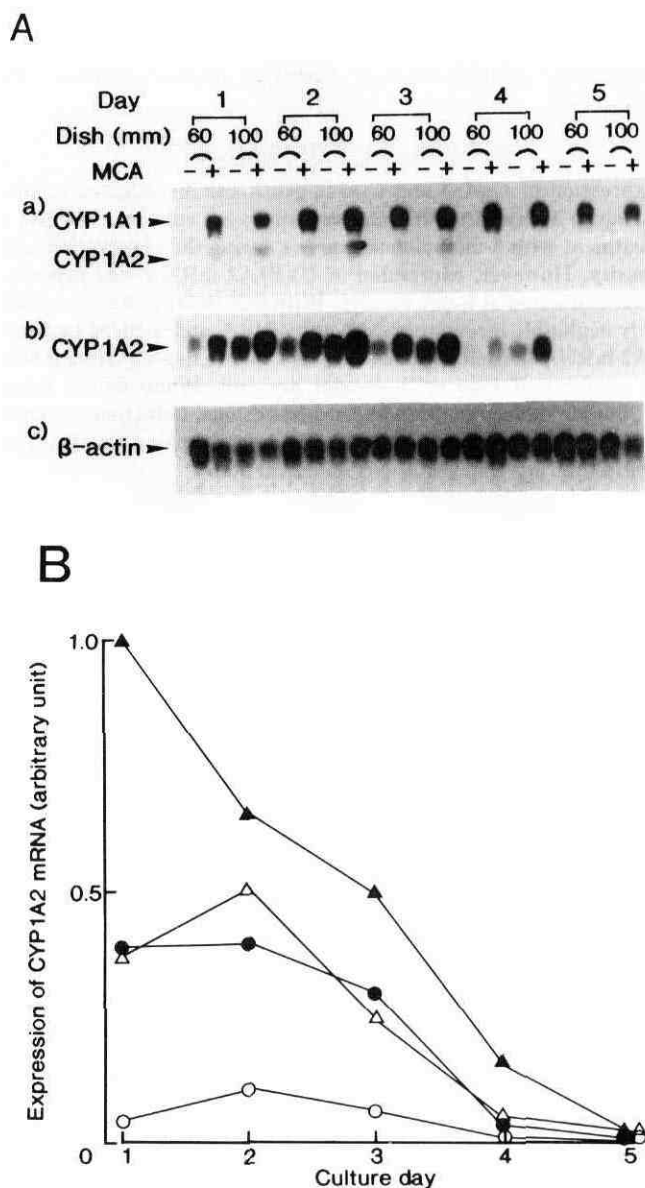 A
Day 1 2 3 4 5
Dish (mm) 60 100 60 100 60 100 60 100 60 100
MCA - + - + - + - + - + - + - + - + - + - +
a) CYP1A1
CYP1A2
b) CYP1A2
c) β-actin
B
Expression of CYP1A2 mRNA (arbitrary unit)
1.0
0.5
0
1 2 3 4 5
Culture day